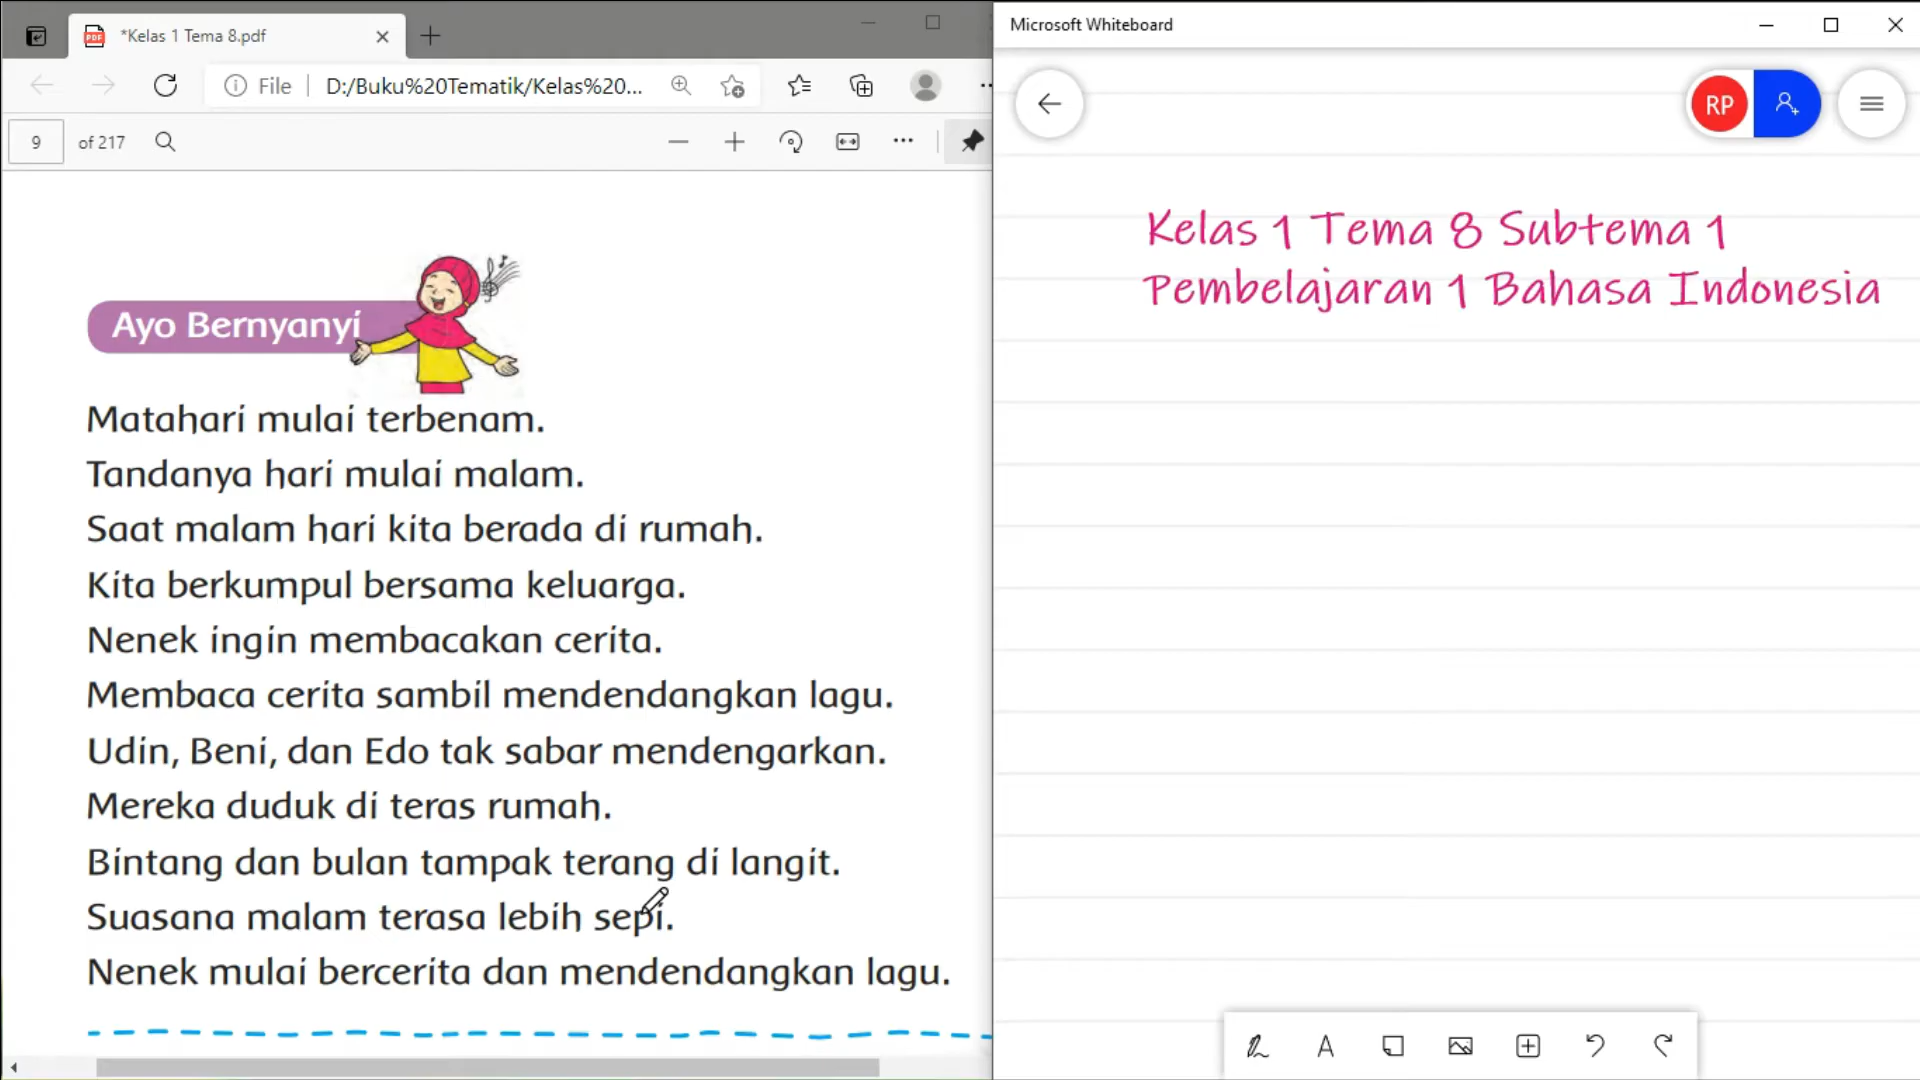 *Kelas 1 Tema 8.pdf
File
D:/Buku%20Tematik/Kelas%20...
9
of 217
Ayo Bernyanyi
Matahari mulai terbenam.
Tandanya hari mulai malam.
Saat malam hari kita berada di rumah.
Kita berkumpul bersama keluarga.
Nenek ingin membacakan cerita.
Membaca cerita sambil mendendangkan lagu.
Udin, Beni, dan Edo tak sabar mendengarkan.
Mereka duduk di teras rumah.
Bintang dan bulan tampak terang di langit.
Suasana malam terasa lebih sepi.
Nenek mulai bercerita dan mendendangkan lagu.
Microsoft Whiteboard
RP
Kelas 1 Tema 8 Subtema 1
Pembelajaran 1 Bahasa Indonesia